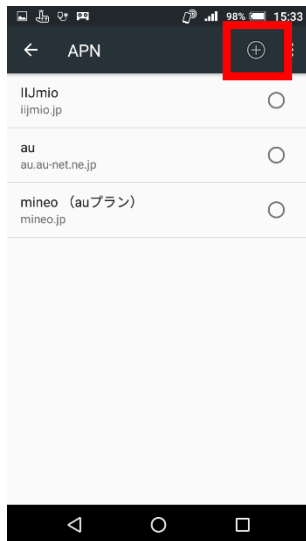 98% 15:33
APN
IIJmio
iijmio.jp
au
au.au-net.ne.jp
mineo （auプラン）
mineo.jp